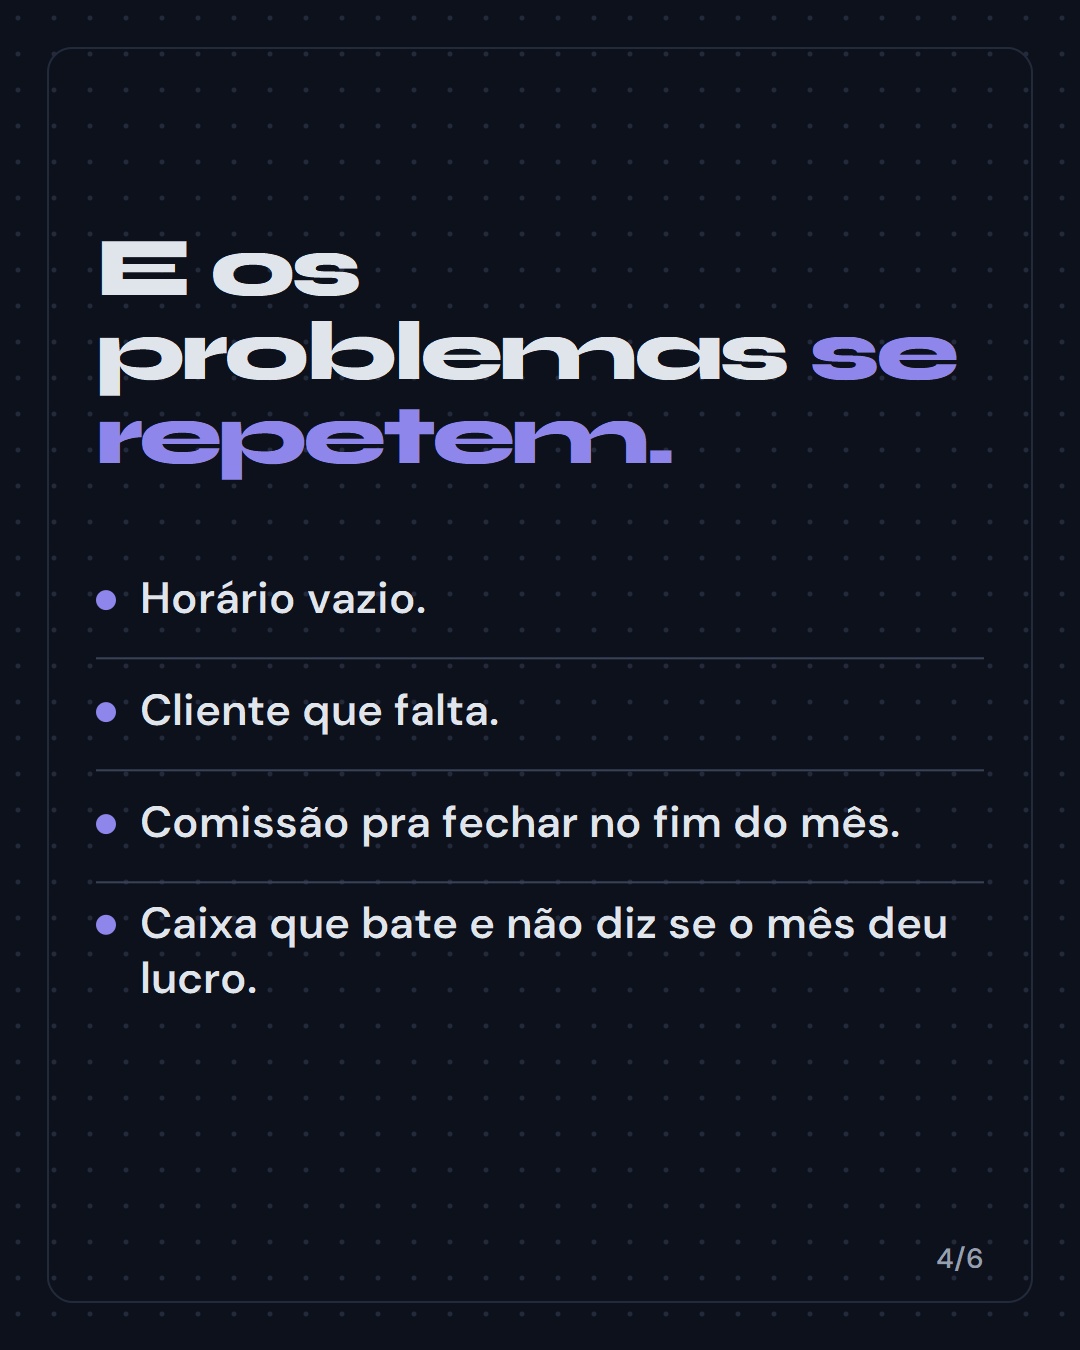 E os
problemas se
repetem.
Horário vazio.
Cliente que falta.
Comissão pra fechar no fim do mês.
Caixa que bate e não diz se o mês deu
lucro.
4/6